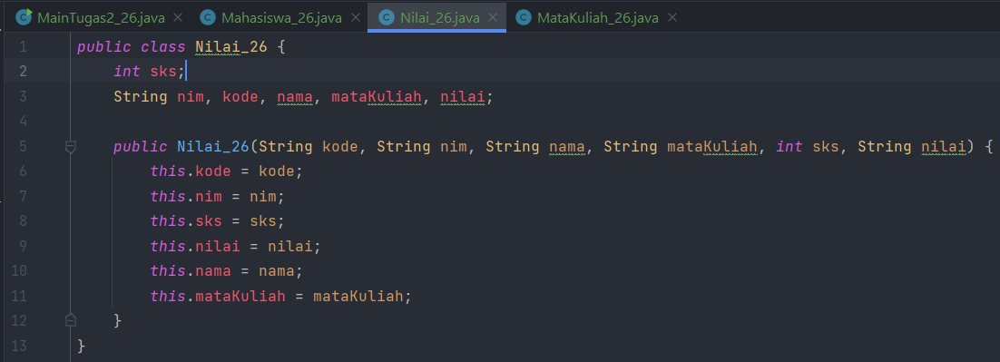 MainTugas2_26.java Mahasiswa_26.java Nilai_26.java MataKuliah_26.java
1 public class Nilai_26 {
2 int sks;
3 String nim, kode, nama, mataKuliah, nilai;
4
5 public Nilai_26(String kode, String nim, String nama, String mataKuliah, int sks, String nilai) {
6 this.kode = kode;
7 this.nim = nim;
8 this.sks = sks;
9 this.nilai = nilai;
10 this.nama = nama;
11 this.mataKuliah = mataKuliah;
12 }
13 }